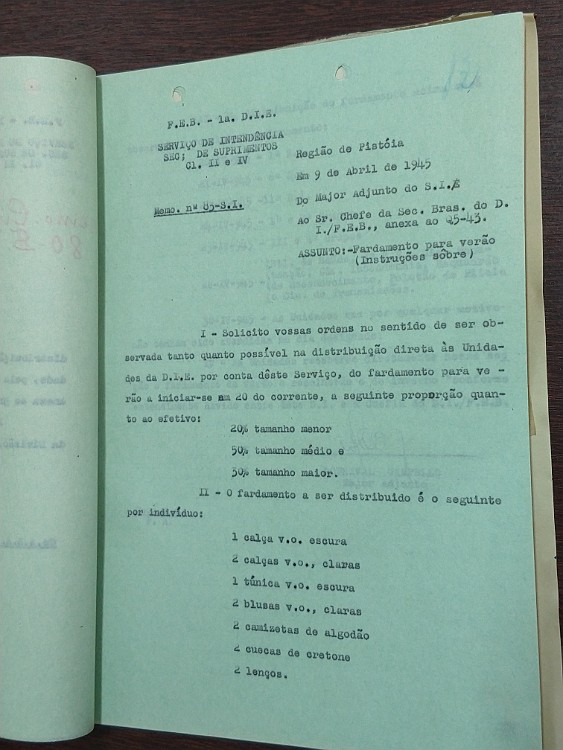 F.E.B. - 1a. D.I.E.
SERVIÇO DE INTENDÊNCIA
SEC; DE SUPRIMENTOS
Cl. II e IV
Memo. nº 85-S.I.
Região de Pistóia
Em 9 de Abril de 1945
Do Major Adjunto do S.I.E
Ao Sr. Chefe da Sec. Bras. do D.
I./F.E.B., anexa ao QS-43.
ASSUNTO:-Fardamento para verão
(Instruções sôbre)
I - Solicito vossas ordens no sentido de ser ob-
servada tanto quanto possível na distribuição direta às Unida-
des da D.I.E. por conta dêste Serviço, do fardamento para ve-
rão a iniciar-se em 20 do corrente, a seguinte proporção quan-
to ao efetivo:
20% tamanho menor
50% tamanho médio e
30% tamanho maior.
II - O fardamento a ser distribuido é o seguinte
por indivíduo:
1 calça v.o. escura
2 calças v.o., claras
1 túnica v.o. escura
2 blusas v.o., claras
2 camizetas de algodão
2 cuecas de cretone
2 lenços.